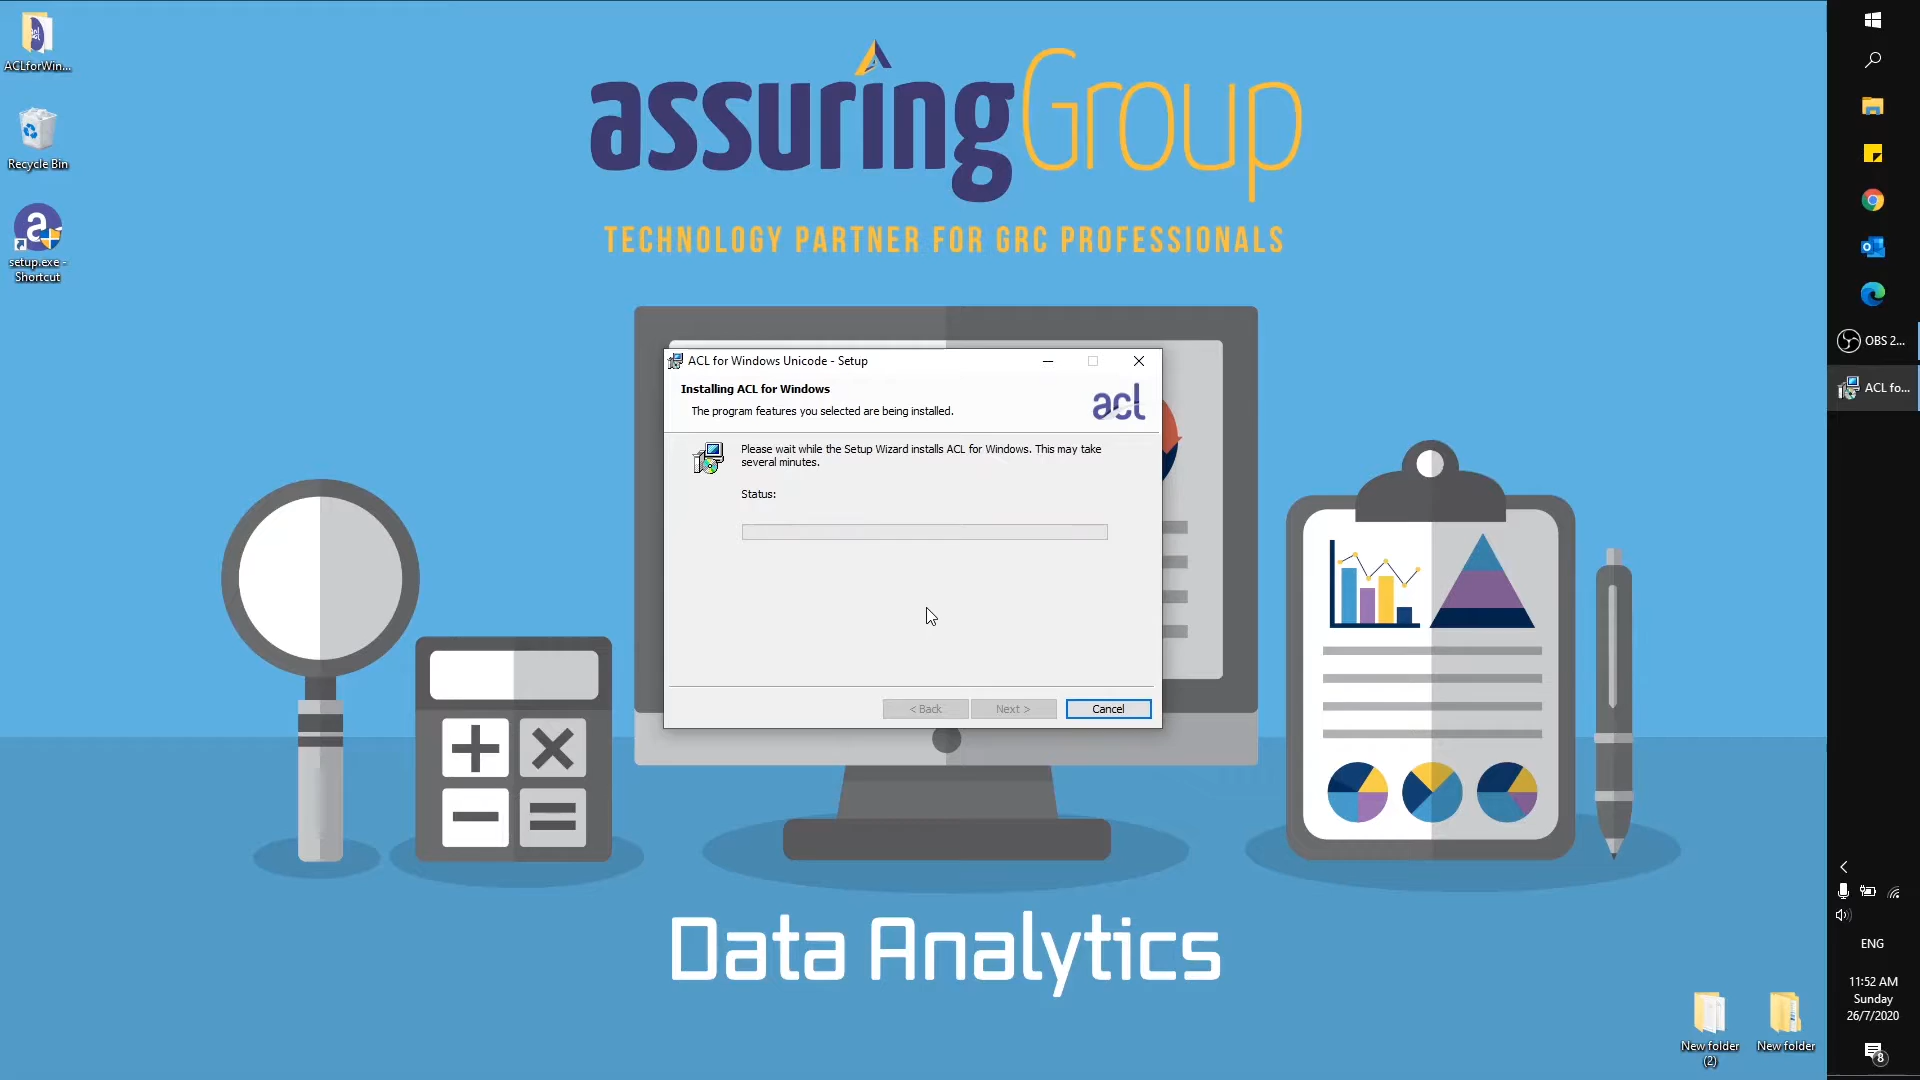 ACLforWin...
Recycle Bin
setup.exe -
Shortcut
assuringGroup
TECHNOLOGY PARTNER FOR GRC PROFESSIONALS
ACL for Windows Unicode - Setup
Installing ACL for Windows
The program features you selected are being installed.
acl
Please wait while the Setup Wizard installs ACL for Windows. This may take
several minutes.
Status:
< Back
Next >
Cancel
Data Analytics
New folder
(2)
New folder
OBS 2...
ACL fo...
ENG
11:52 AM
Sunday
26/7/2020
8